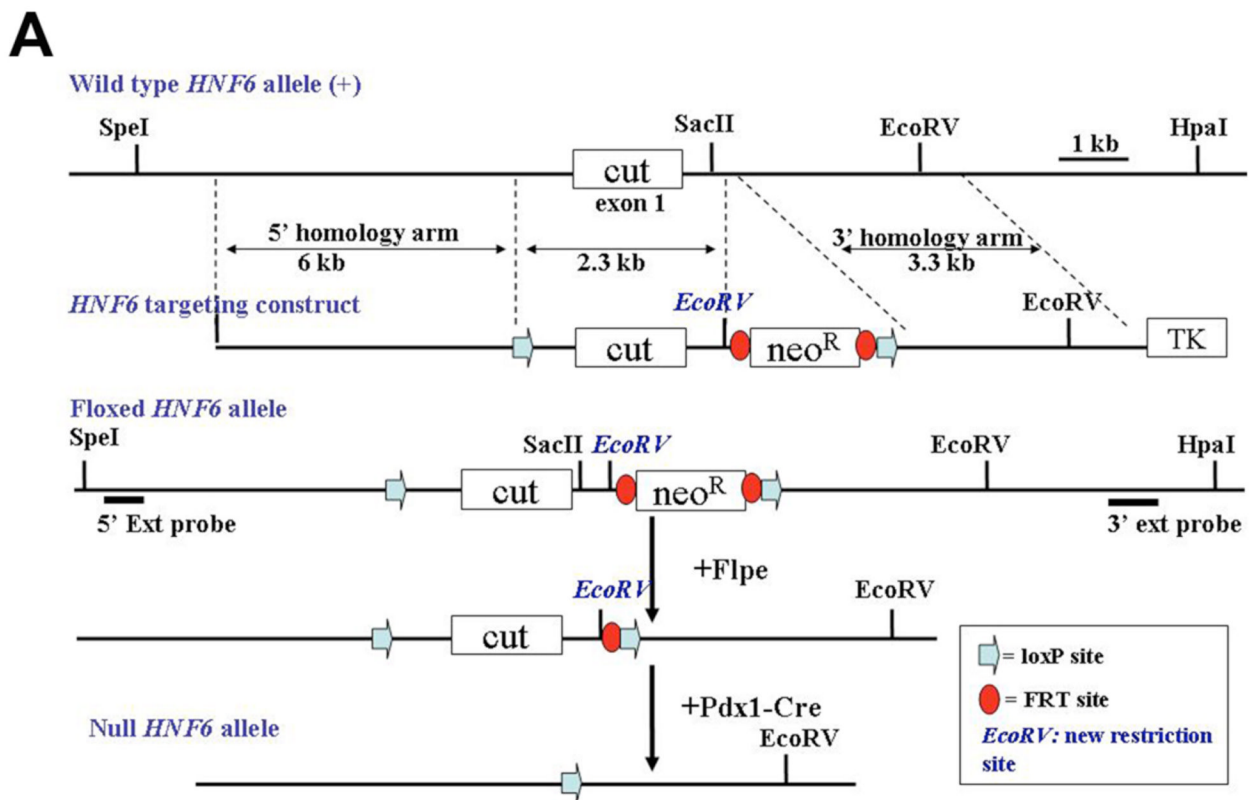 A
Wild type HNF6 allele (+)
SpeI
SacII
EcoRV
HpaI
1 kb
cut
exon 1
5’ homology arm
6 kb
2.3 kb
3’ homology arm
3.3 kb
HNF6 targeting construct
EcoRV
EcoRV
cut
neoR
TK
Floxed HNF6 allele
SpeI
SacII
EcoRV
EcoRV
HpaI
cut
neoR
5’ Ext probe
3’ ext probe
+Flpe
EcoRV
EcoRV
cut
+Pdx1-Cre
Null HNF6 allele
EcoRV
= loxP site
= FRT site
EcoRV: new restriction
site